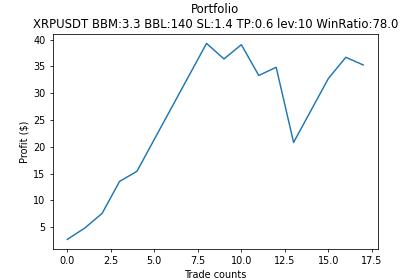 Portfolio
XRPUSDT BBM:3.3 BBL:140 SL:1.4 TP:0.6 lev:10 WinRatio:78.0
40
35
30
25
20
15
10
5
Profit ($)
0.0 2.5 5.0 7.5 10.0 12.5 15.0 17.5
Trade counts